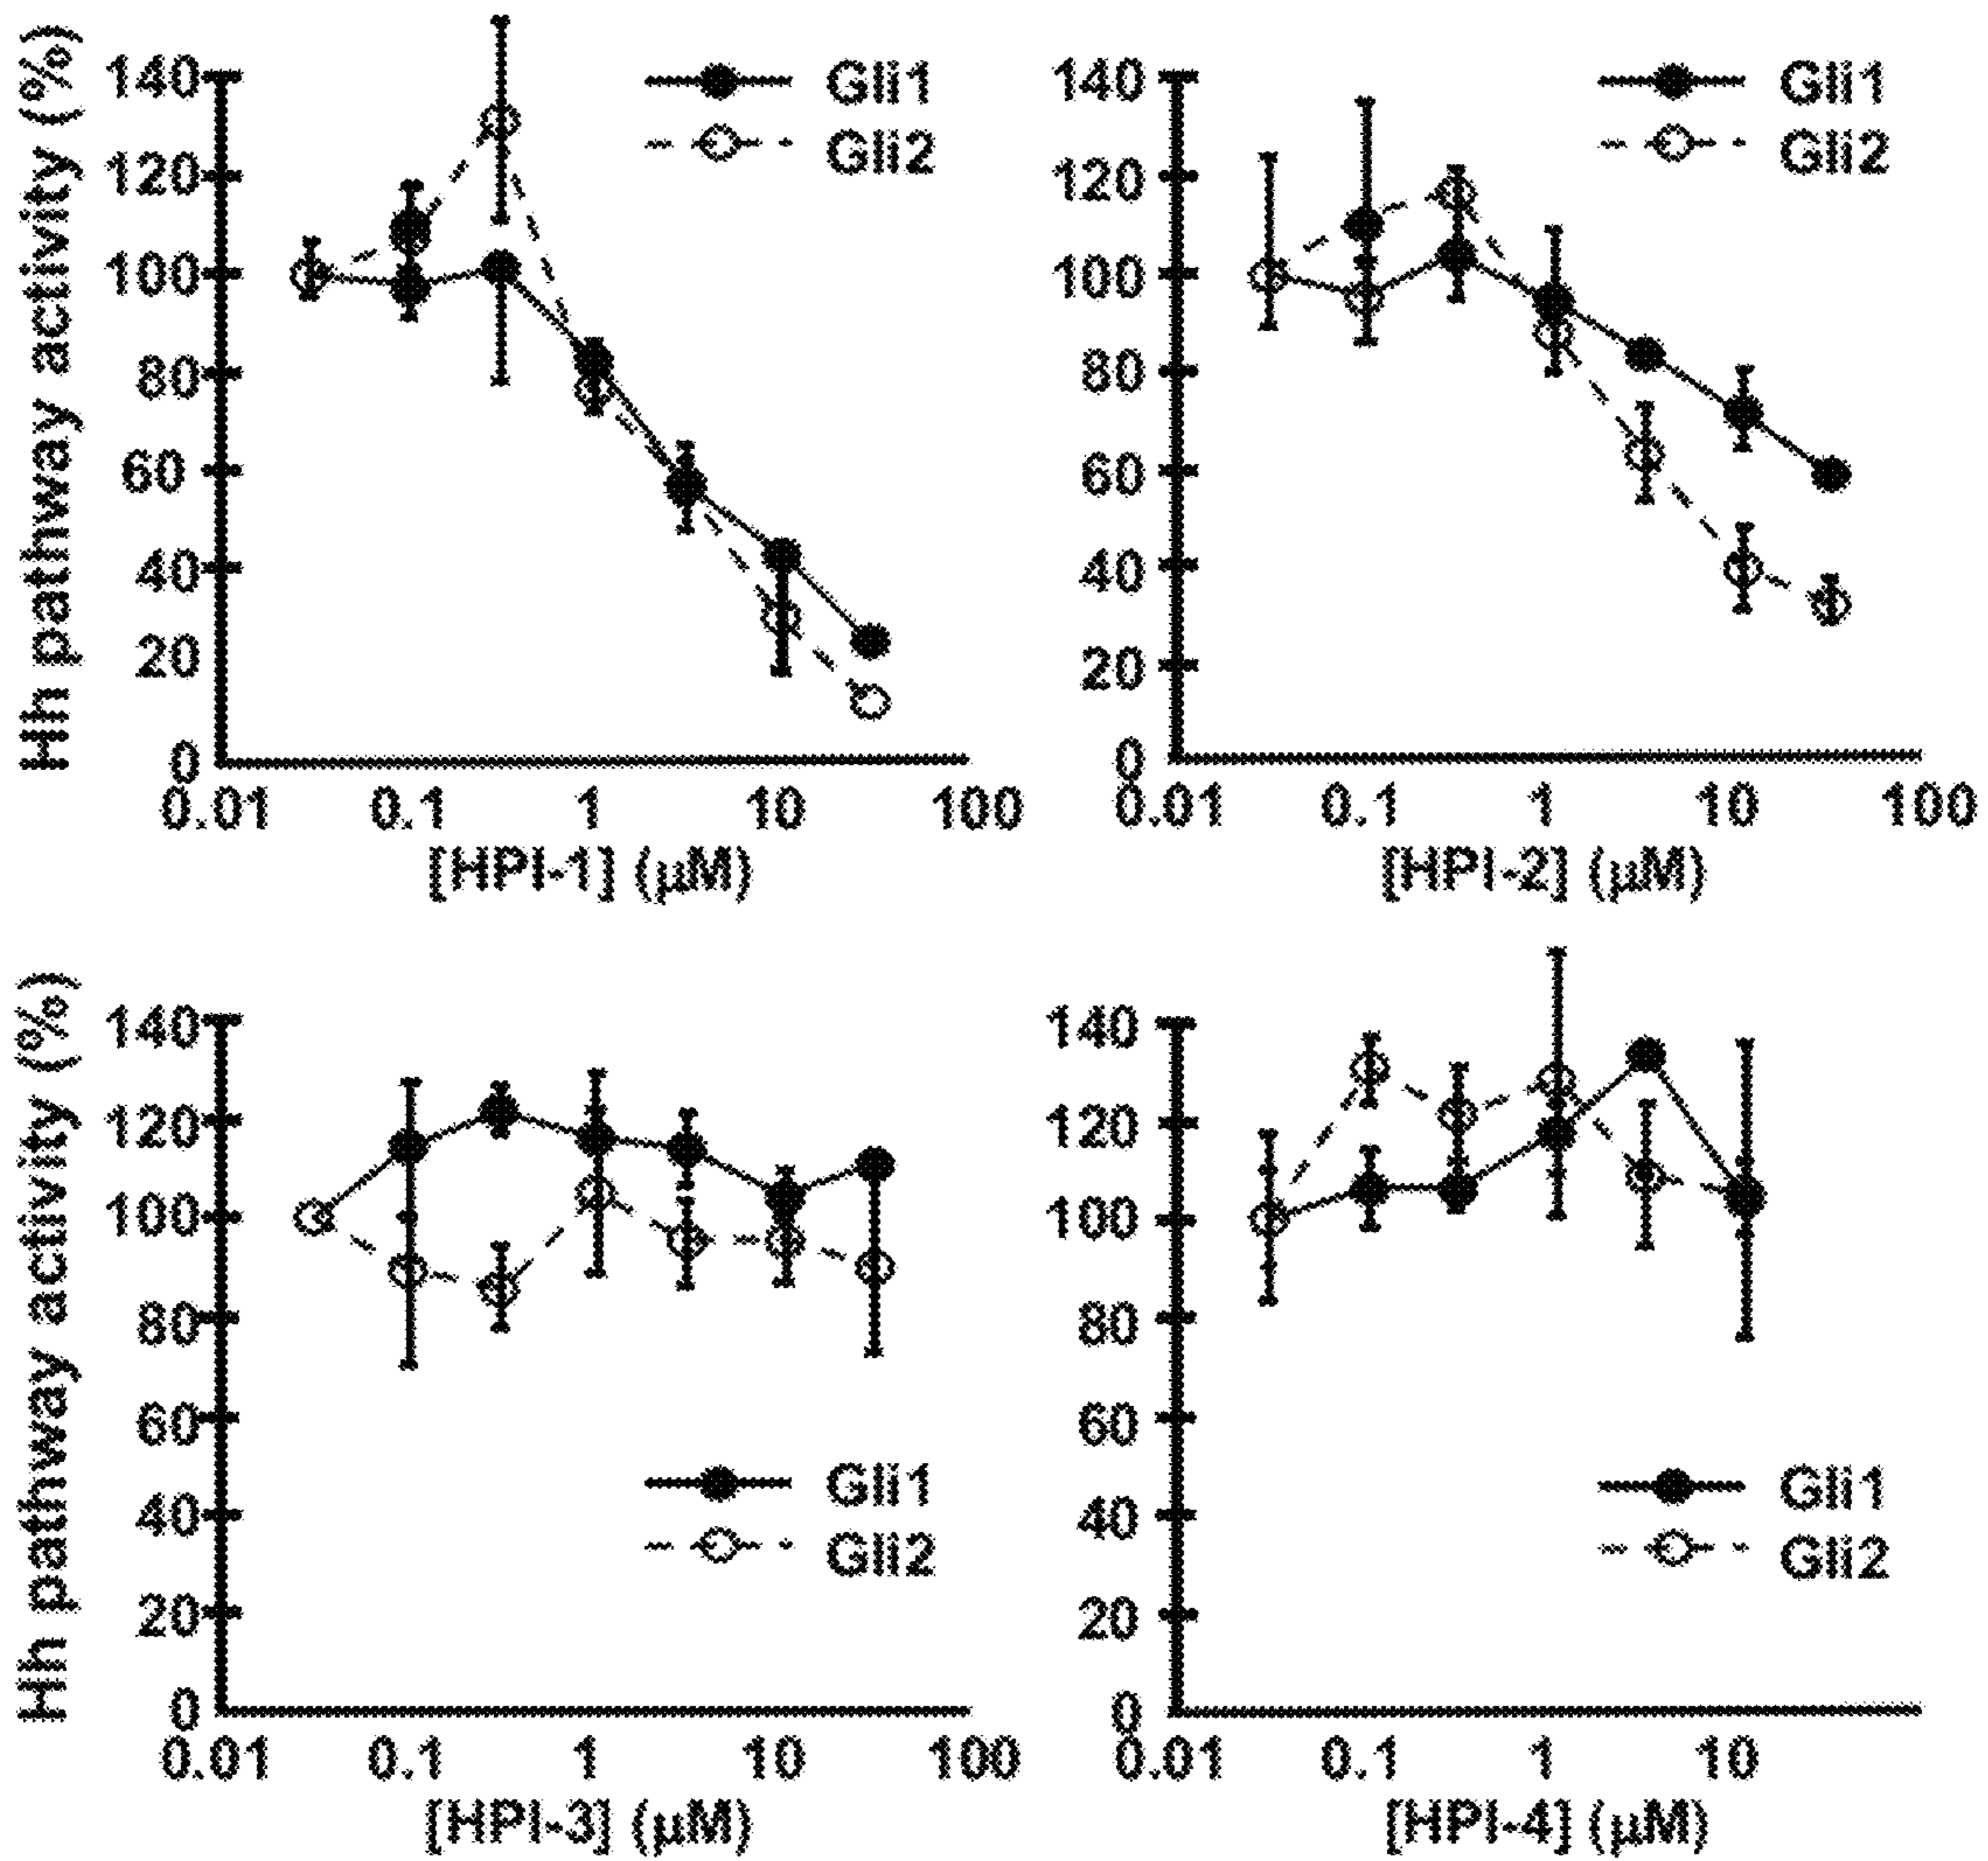 Hh pathway activity (%)
140
120
100
80
60
40
20
0
0.01 0.1 1 10 100
[HPI-1] (μM)
Gli1
Gli2
140
120
100
80
60
40
20
0
0.01 0.1 1 10 100
[HPI-2] (μM)
Gli1
Gli2
Hh pathway activity (%)
140
120
100
80
60
40
20
0
0.01 0.1 1 10 100
[HPI-3] (μM)
Gli1
Gli2
140
120
100
80
60
40
20
0
0.01 0.1 1 10
[HPI-4] (μM)
Gli1
Gli2